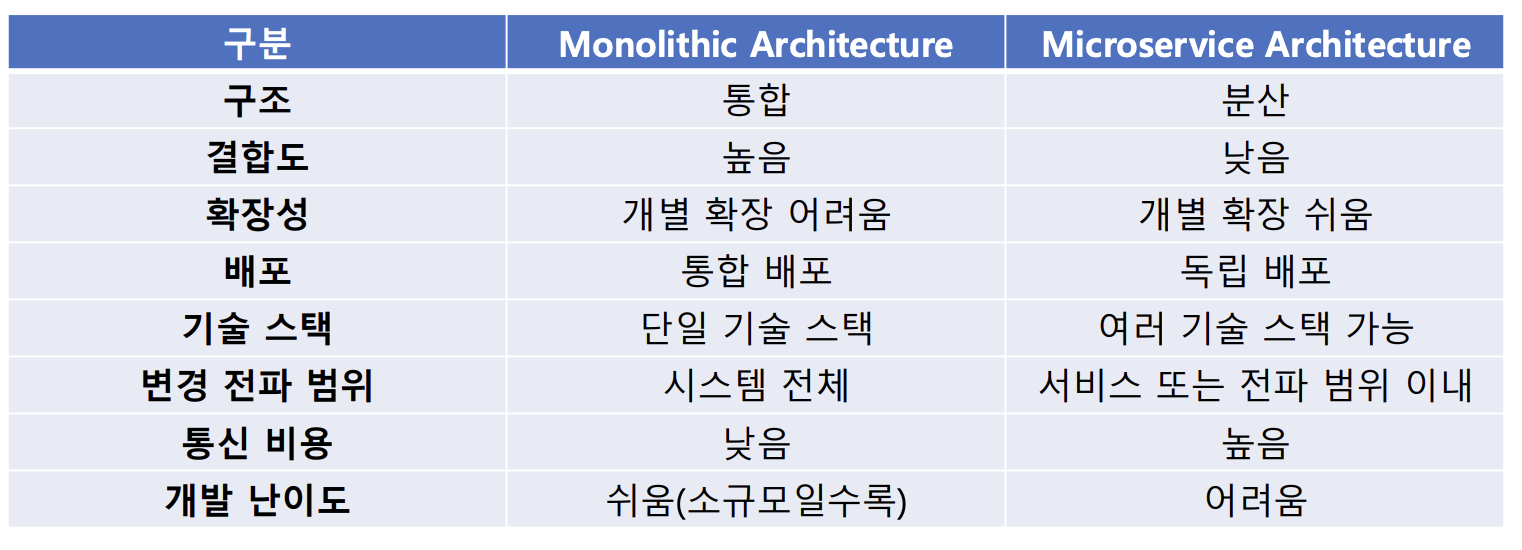 구분 Monolithic Architecture Microservice Architecture
구조 통합 분산
결합도 높음 낮음
확장성 개별 확장 어려움 개별 확장 쉬움
배포 통합 배포 독립 배포
기술 스택 단일 기술 스택 여러 기술 스택 가능
변경 전파 범위 시스템 전체 서비스 또는 전파 범위 이내
통신 비용 낮음 높음
개발 난이도 쉬움(소규모일수록) 어려움